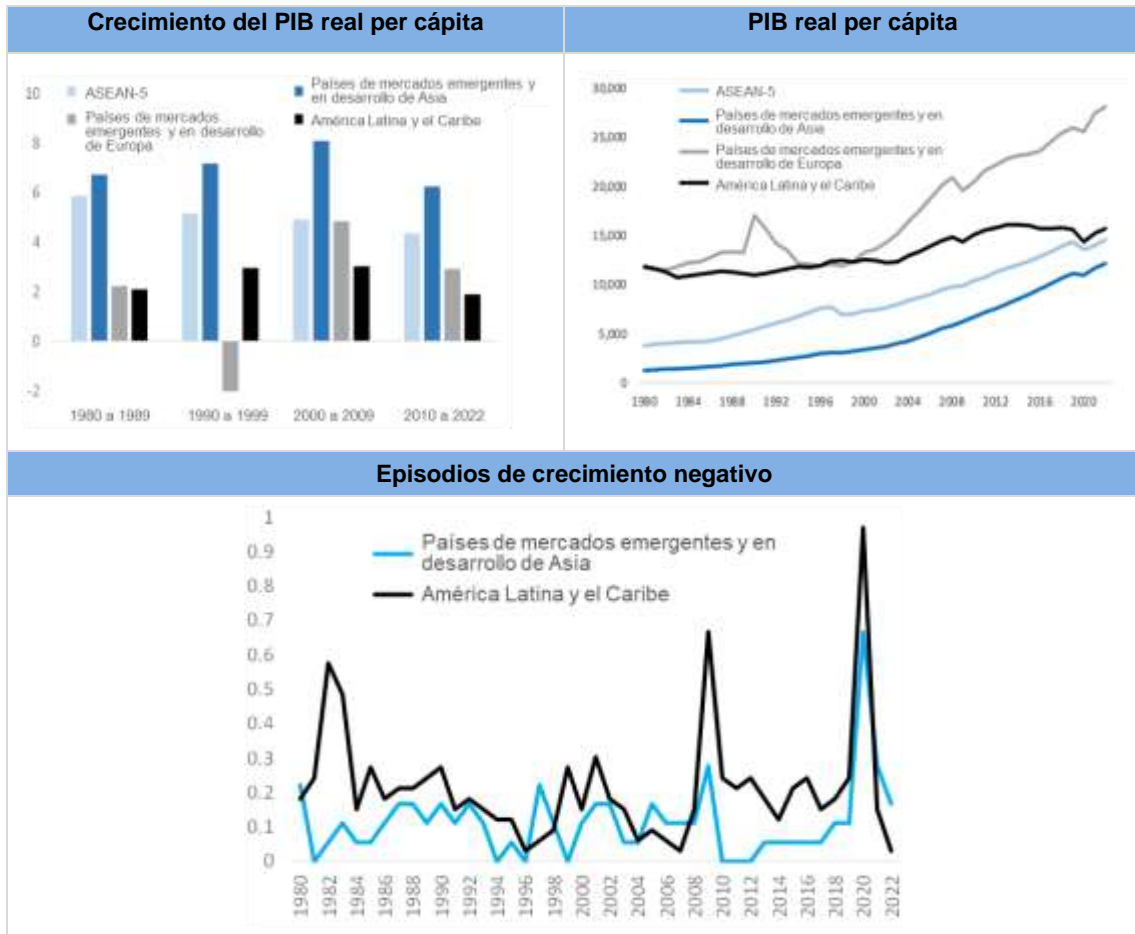 Crecimiento del PIB real per cápita
10
8
6
4
2
0
-2
ASEAN-5
Países de mercados emergentes y
en desarrollo de Asia
Países de mercados
emergentes y en desarrollo
de Europa
América Latina y el Caribe
1980 a 1989
1990 a 1999
2000 a 2009
2010 a 2022
PIB real per cápita
30,000
25,000
20,000
15,000
10,000
5,000
0
ASEAN-5
Países de mercados emergentes y en
desarrollo de Asia
Países de mercados emergentes y en
desarrollo de Europa
América Latina y el Caribe
1980 1984 1988 1992 1996 2000 2004 2008 2012 2016 2020
Episodios de crecimiento negativo
1
0.9
0.8
0.7
0.6
0.5
0.4
0.3
0.2
0.1
0
Países de mercados emergentes y en
desarrollo de Asia
América Latina y el Caribe
1980 1982 1984 1986 1988 1990 1992 1994 1996 1998 2000 2002 2004 2006 2008 2010 2012 2014 2016 2018 2020 2022